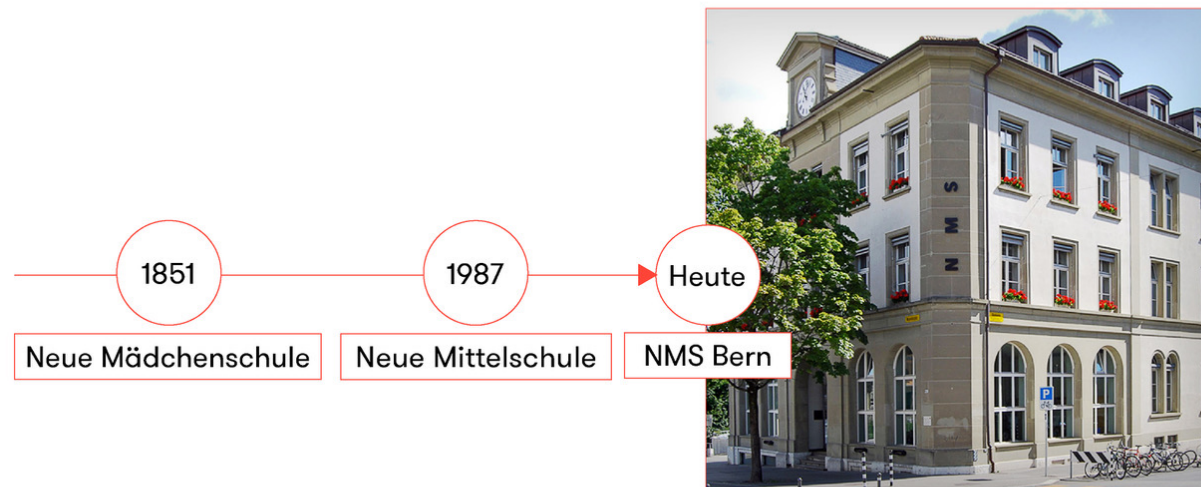 1851
1987
Heute
Neue Mädchenschule
Neue Mittelschule
NMS Bern
NMS
P